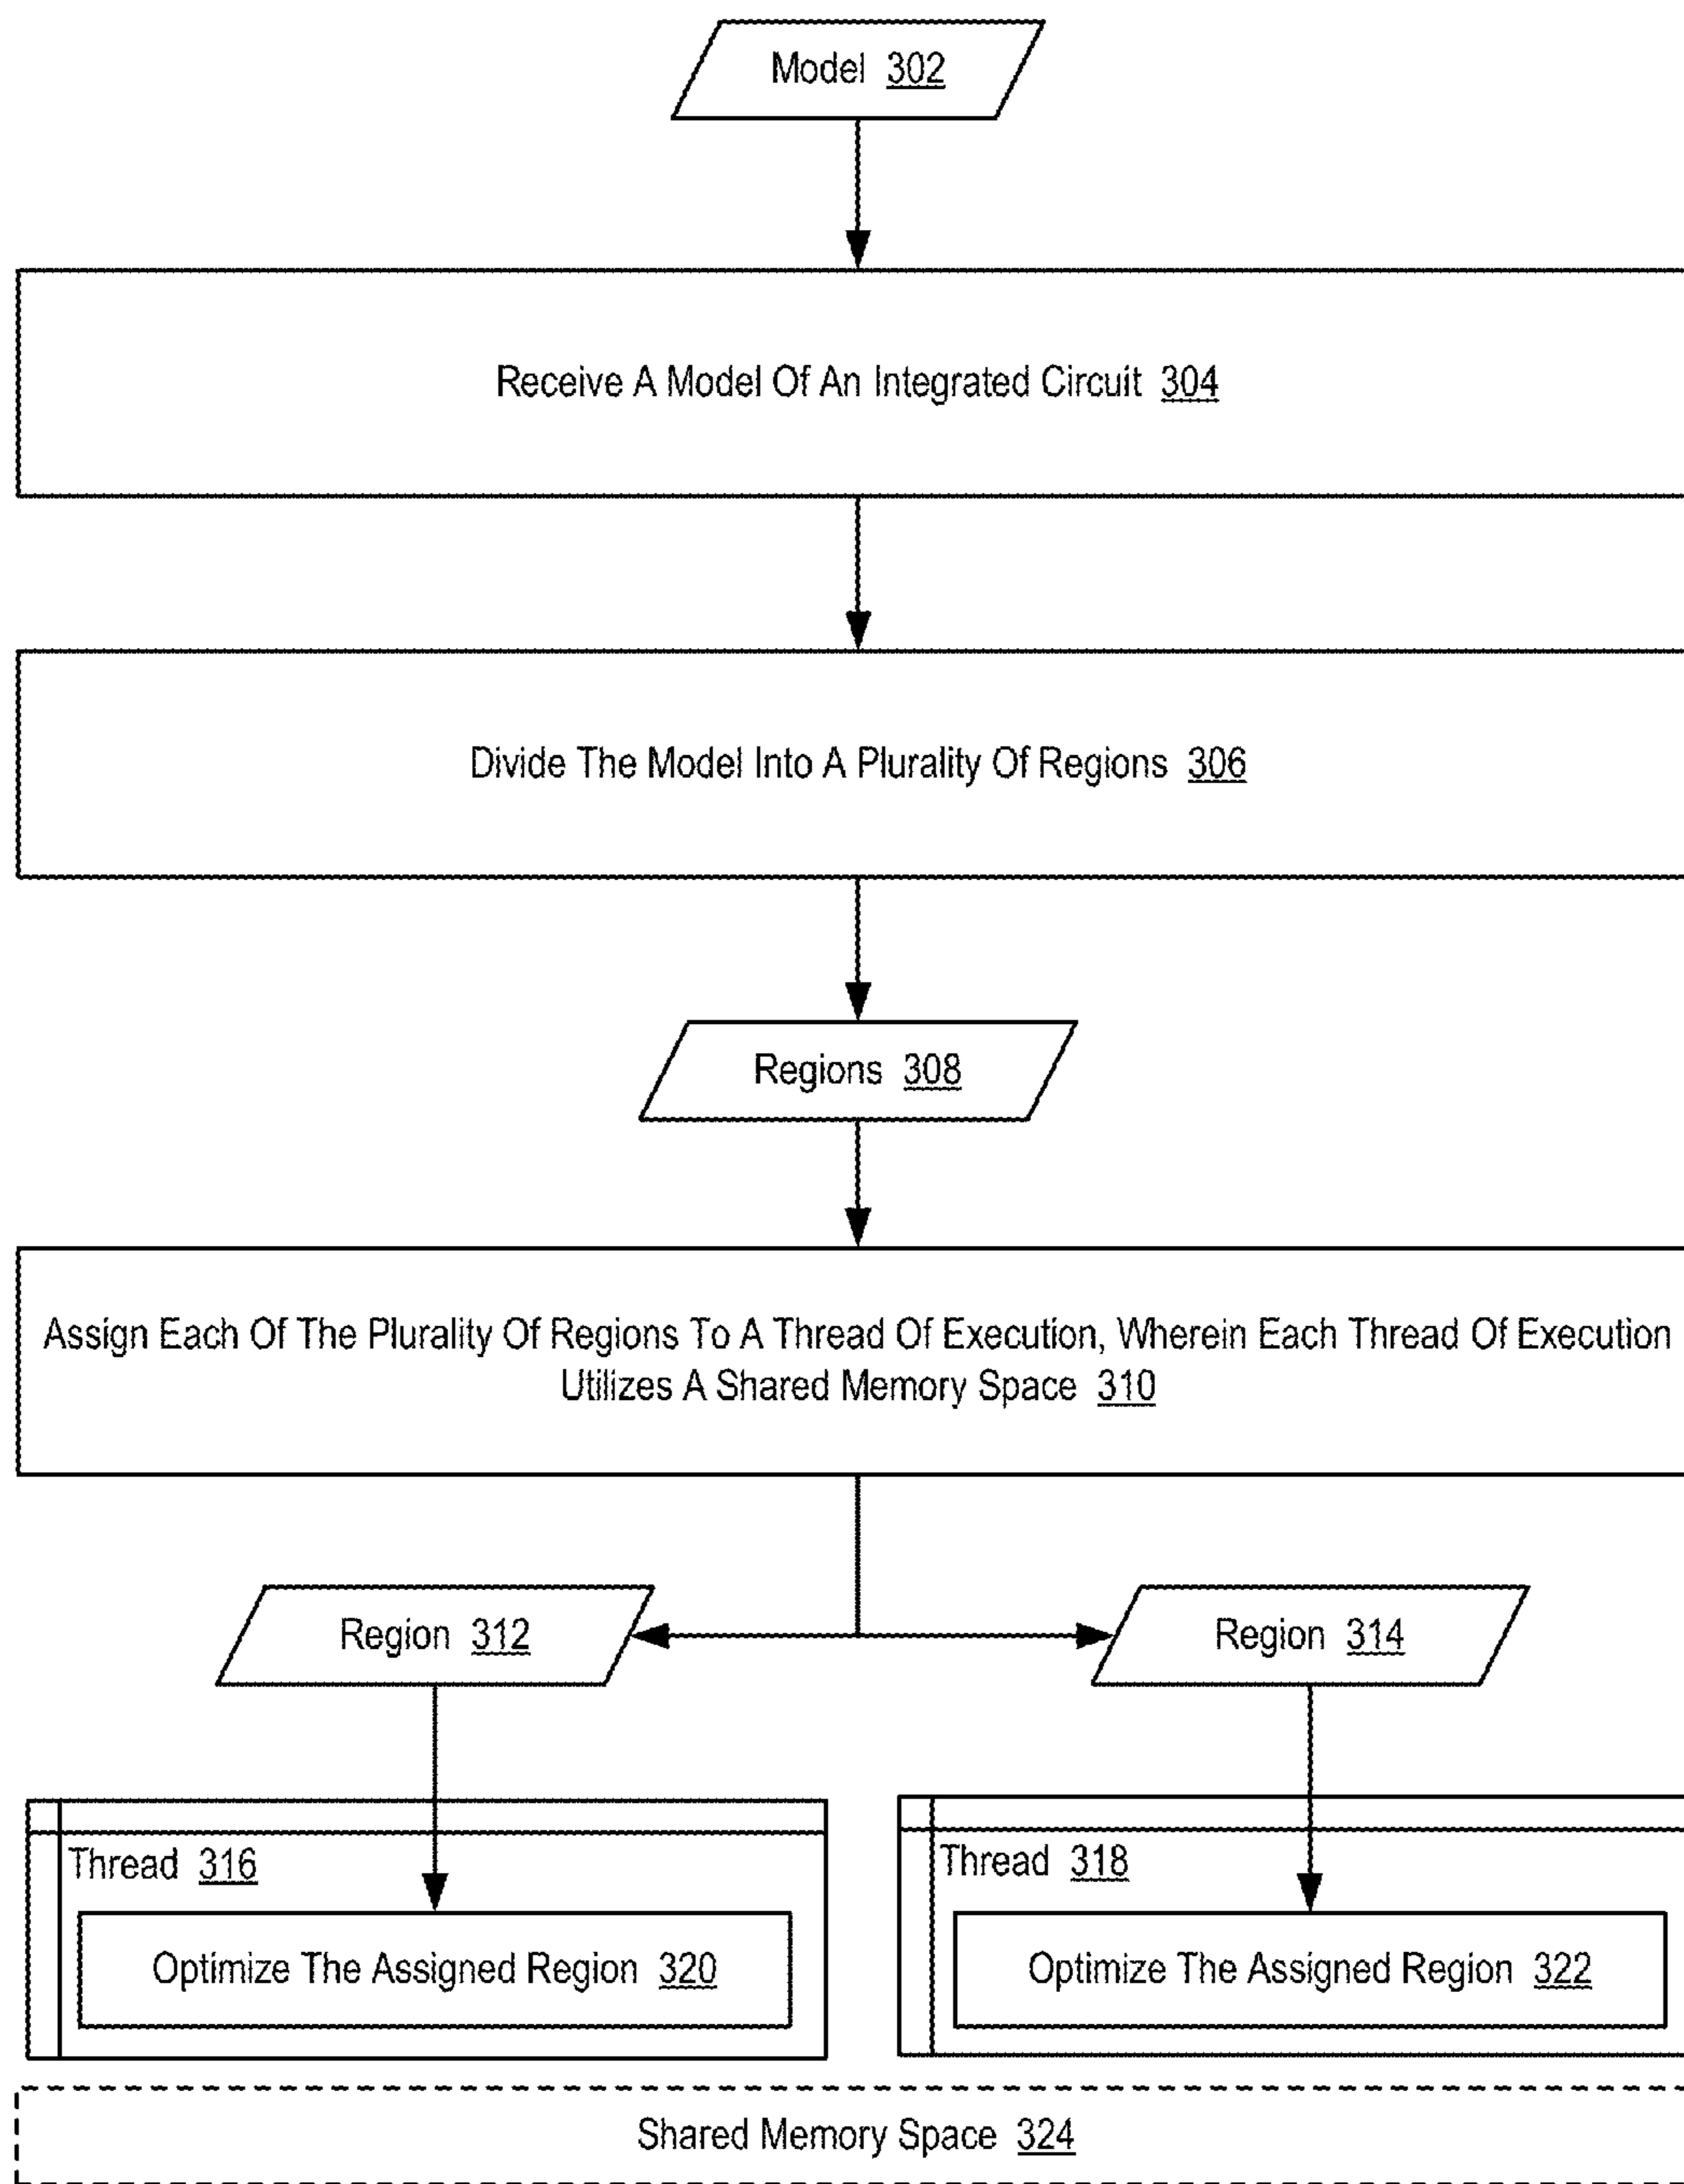 Model 302
Receive A Model Of An Integrated Circuit 304
Divide The Model Into A Plurality Of Regions 306
Regions 308
Assign Each Of The Plurality Of Regions To A Thread Of Execution, Wherein Each Thread Of Execution
Utilizes A Shared Memory Space 310
Region 312
Region 314
Thread 316
Thread 318
Optimize The Assigned Region 320
Optimize The Assigned Region 322
Shared Memory Space 324